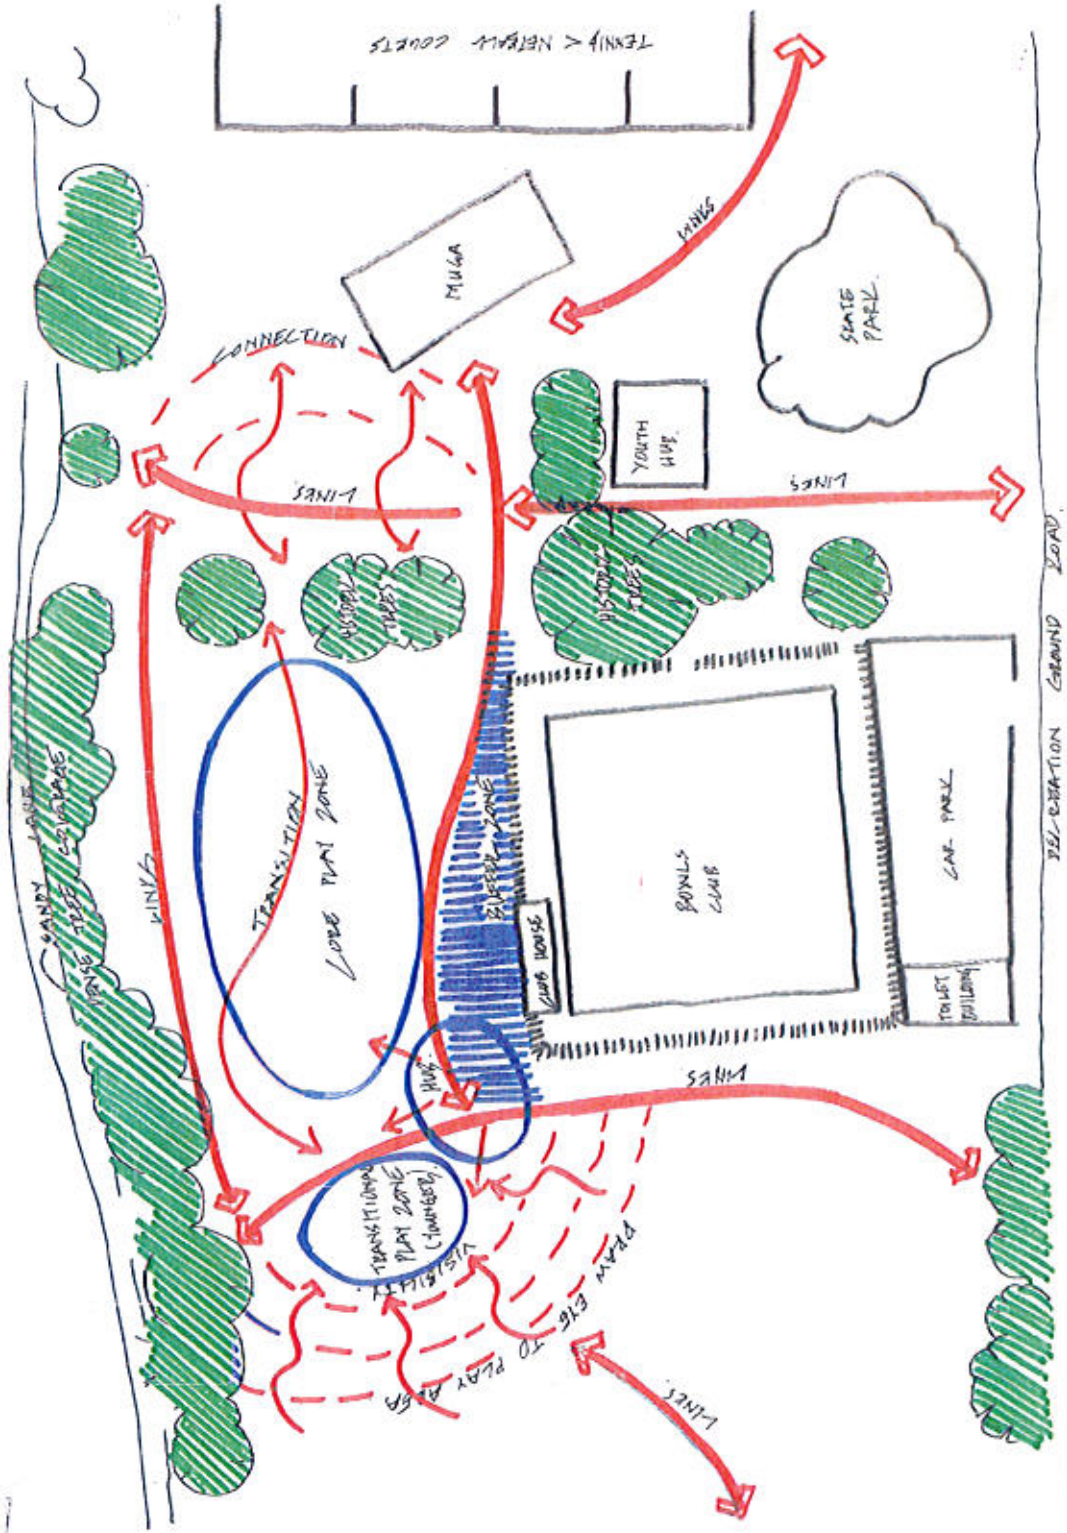 TENNIS < NETBALL COURTS
LINKS
MUGA
CONNECTION
SKATE
PARK.
YOUTH
HUB.
LINKS
LINKS
HISTORIC
TREES
HISTORIC
TREES
RECREATION GROUND ROAD.
SANDY LANE
DENSE TREE COVERAGE
LINKS
TRANSITION
CORE PLAY ZONE
BUFFER ZONE
CLUB HOUSE
BOWLS
CLUB
CAR PARK
TOILET
BUILDING
HUB.
LINKS
TRANSITIONAL
PLAY ZONE
(YOUNGER)
VISIBILITY.
DRAW EYE TO PLAY AREA
LINKS